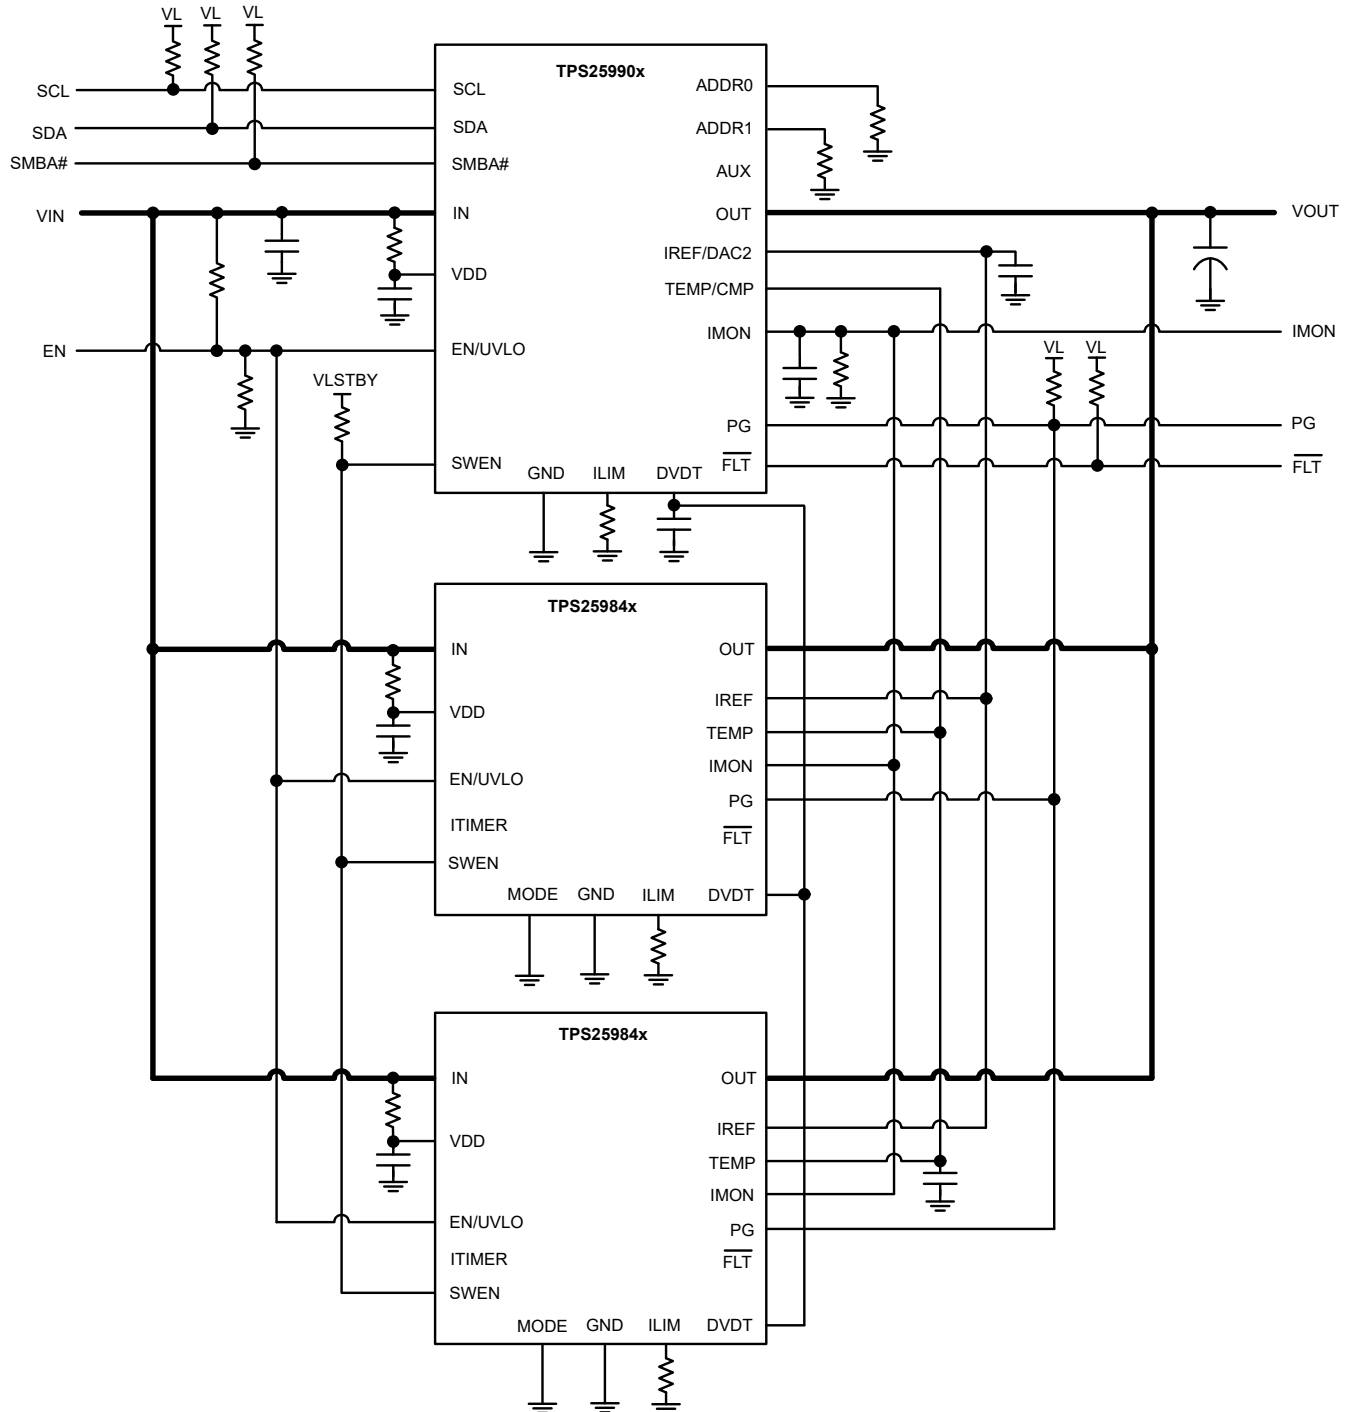 VL VL VL
TPS25990x
SCL SCL ADDR0
SDA SDA ADDR1
SMBA# SMBA# AUX
VIN IN OUT VOUT
IREF/DAC2
VDD TEMP/CMP
IMON IMON
EN EN/UVLO
VL VL
VLSTBY
PG PG
SWEN FLT FLT
GND ILIM DVDT
TPS25984x
IN OUT
IREF
VDD TEMP
IMON
EN/UVLO PG
ITIMER FLT
SWEN
MODE GND ILIM DVDT
TPS25984x
IN OUT
IREF
VDD TEMP
IMON
EN/UVLO PG
ITIMER FLT
SWEN
MODE GND ILIM DVDT